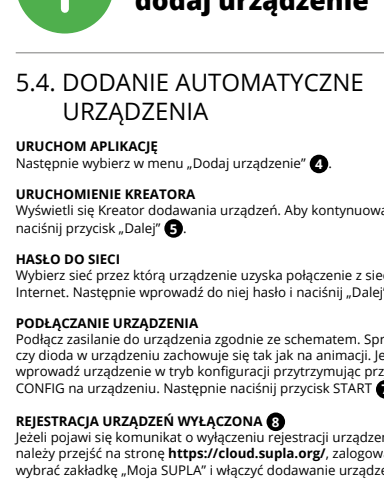 dodaj urządzenie
5.4. DODANIE AUTOMATYCZNE
URZĄDZENIA
URUCHOM APLIKACJĘ
Następnie wybierz w menu „Dodaj urządzenie” 4.
URUCHOMIENIE KREATORA
Wyświetli się Kreator dodawania urządzeń. Aby kontynuowa
naciśnij przycisk „Dalej” 5.
HASŁO DO SIECI
Wybierz sieć przez którą urządzenie uzyska połączenie z sie
Internet. Następnie wprowadź do niej hasło i naciśnij „Dalej”
PODŁĄCZANIE URZĄDZENIA
Podłącz zasilanie do urządzenia zgodnie ze schematem. Spr
czy dioda w urządzeniu zachowuje się tak jak na animacji. Je
wprowadź urządzenie w tryb konfiguracji przytrzymując prz
CONFIG na urządzeniu. Następnie naciśnij przycisk START 7
REJESTRACJA URZĄDZEŃ WYŁĄCZONA 8
Jeżeli pojawi się komunikat o wyłączeniu rejestracji urządzeń
należy przejść na stronę https://cloud.supla.org/, zalogowa
wybrać zakładkę „Moja SUPLA” i włączyć dodawanie urządze